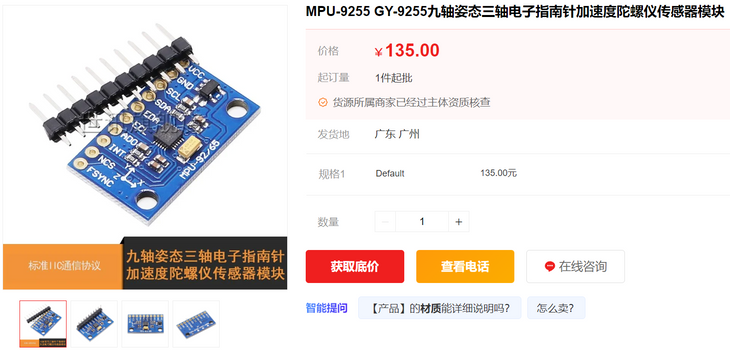 MPU-9255 GY-9255九轴姿态三轴电子指南针加速度陀螺仪传感器模块
价格
¥135.00
起订量
1件起批
货源所属商家已经过主体资质核查
发货地
广东 广州
规格1
Default
135.00元
数量
− 1 +
获取底价
查看电话
在线咨询
智能提问
【产品】的材质能详细说明吗?
怎么卖?
VCC
GND
SCL
SDA
EDA
ECL
ADO
INT
NCS
FSYNC
MPU-92/65
标准IIC通信协议
九轴姿态三轴电子指南针
加速度陀螺仪传感器模块